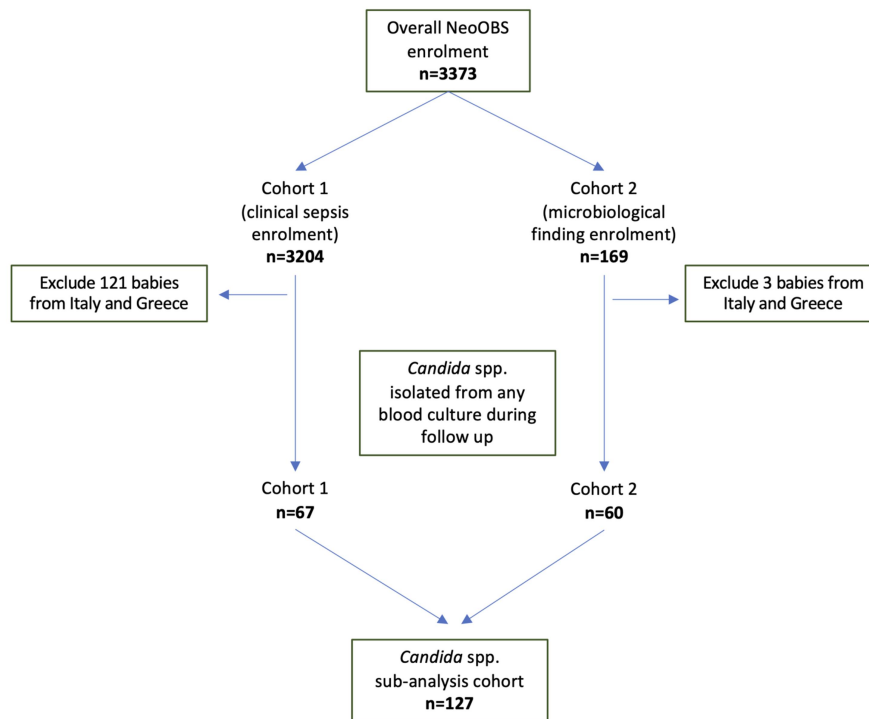 Overall NeoOBS
enrolment
n=3373
Cohort 1
(clinical sepsis
enrolment)
n=3204
Cohort 2
(microbiological
finding enrolment)
n=169
Exclude 121 babies
from Italy and Greece
Exclude 3 babies from
Italy and Greece
Candida spp.
isolated from any
blood culture during
follow up
Cohort 1
n=67
Cohort 2
n=60
Candida spp.
sub-analysis cohort
n=127